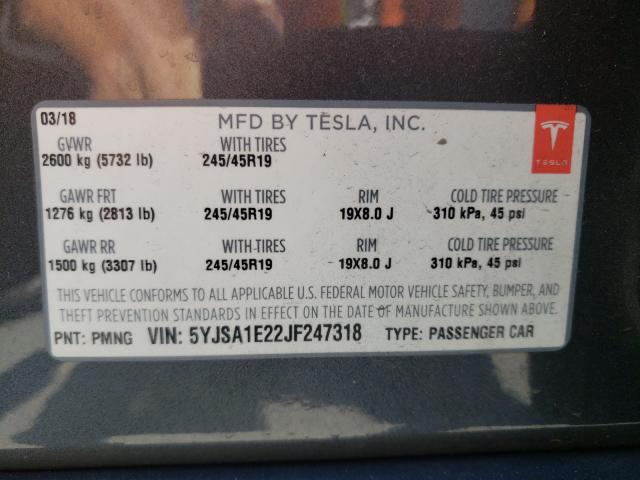 03/18 MFD BY TESLA, INC.
GVWR WITH TIRES
2600 kg (5732 lb) 245/45R19
TESLA
GAWR FRT WITH TIRES RIM COLD TIRE PRESSURE
1276 kg (2813 lb) 245/45R19 19X8.0 J 310 kPa, 45 psi
GAWR RR WITH-TIRES RIM COLD TIRE PRESSURE
1500 kg (3307 lb) 245/45R19 19X8.0 J 310 kPa, 45 psi
THIS VEHICLE CONFORMS TO ALL APPLICABLE U.S. FEDERAL MOTOR VEHICLE SAFETY, BUMPER, AND
THEFT PREVENTION STANDARDS IN EFFECT ON THE DATE OF MANUFACTURE SHOWN ABOVE.
PNT: PMNG VIN: 5YJSA1E22JF247318 TYPE: PASSENGER CAR